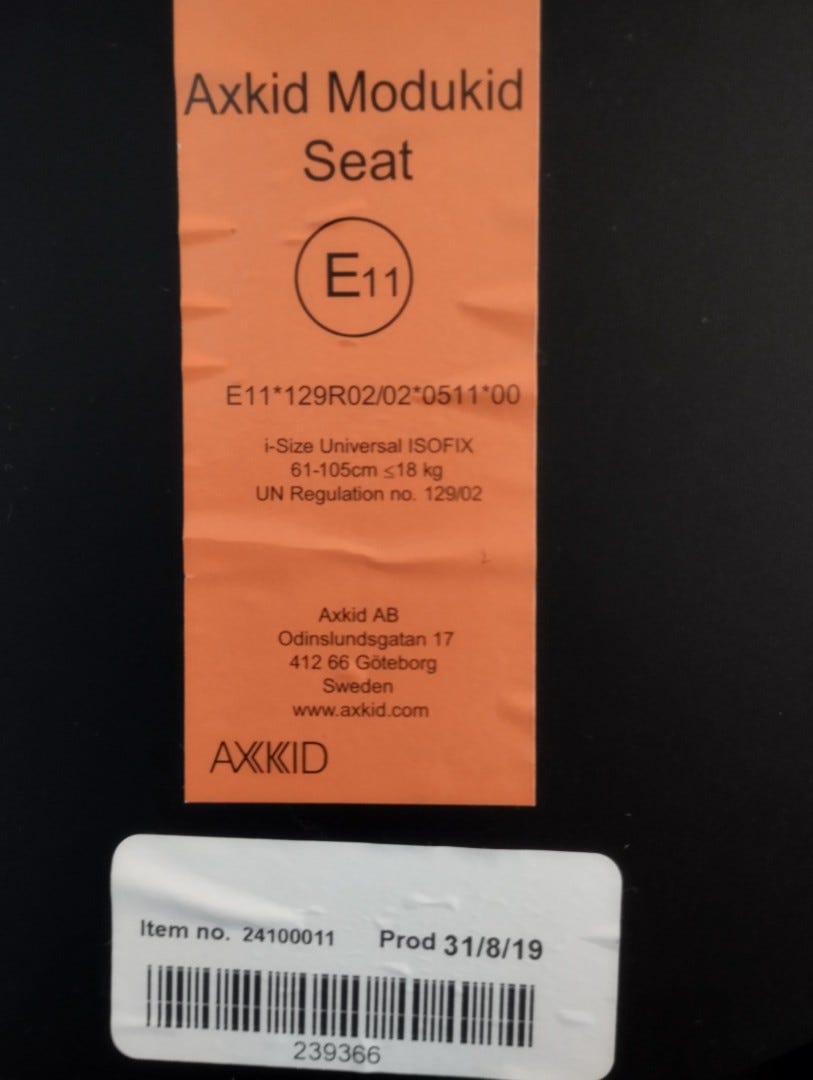 Axkid Modukid
Seat
E11
E11*129R02/02*0511*00
i-Size Universal ISOFIX
61-105cm ≤18 kg
UN Regulation no. 129/02
Axkid AB
Odinslundsgatan 17
412 66 Göteborg
Sweden
www.axkid.com
AXKID
Item no. 24100011 Prod 31/8/19
239366